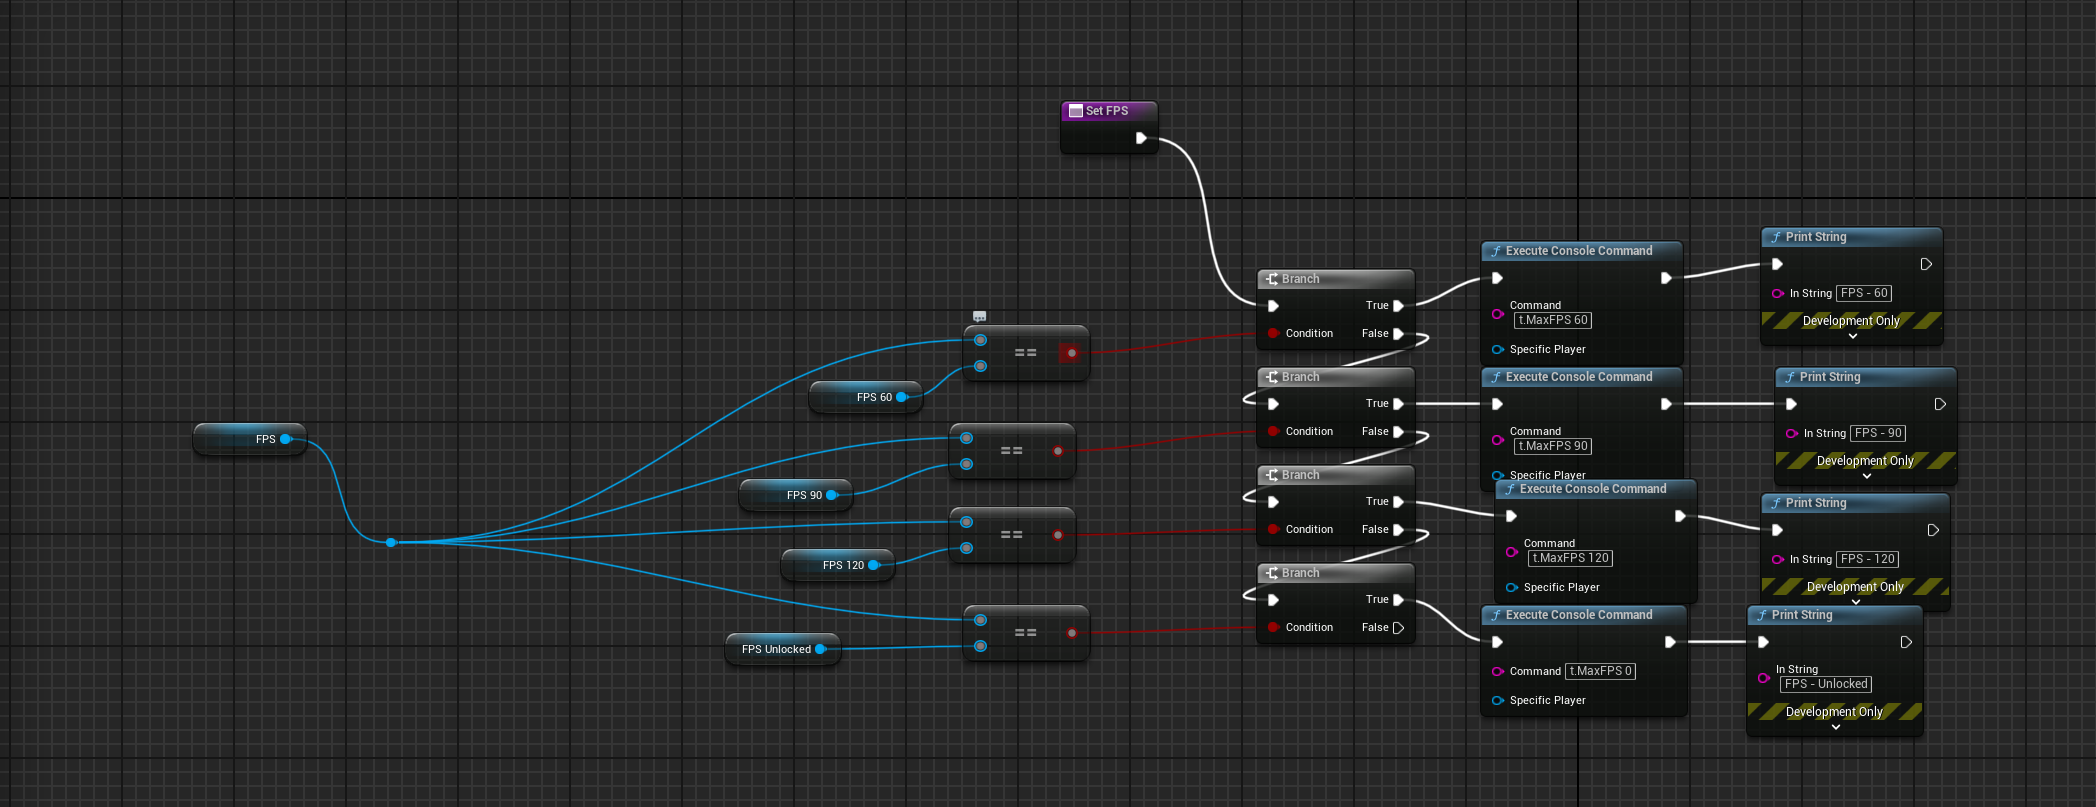 Set FPS
Branch
True
Condition
False
Execute Console Command
Command
t.MaxFPS 60
Specific Player
Print String
In String FPS - 60
Development Only
==
FPS 60
FPS
Branch
True
Condition
False
Execute Console Command
Command
t.MaxFPS 90
Specific Player
Print String
In String FPS - 90
Development Only
==
FPS 90
Branch
True
Condition
False
Execute Console Command
Command
t.MaxFPS 120
Specific Player
Print String
In String FPS - 120
Development Only
==
FPS 120
Branch
True
Condition
False
Execute Console Command
Command t.MaxFPS 0
Specific Player
Print String
In String
FPS - Unlocked
Development Only
==
FPS Unlocked